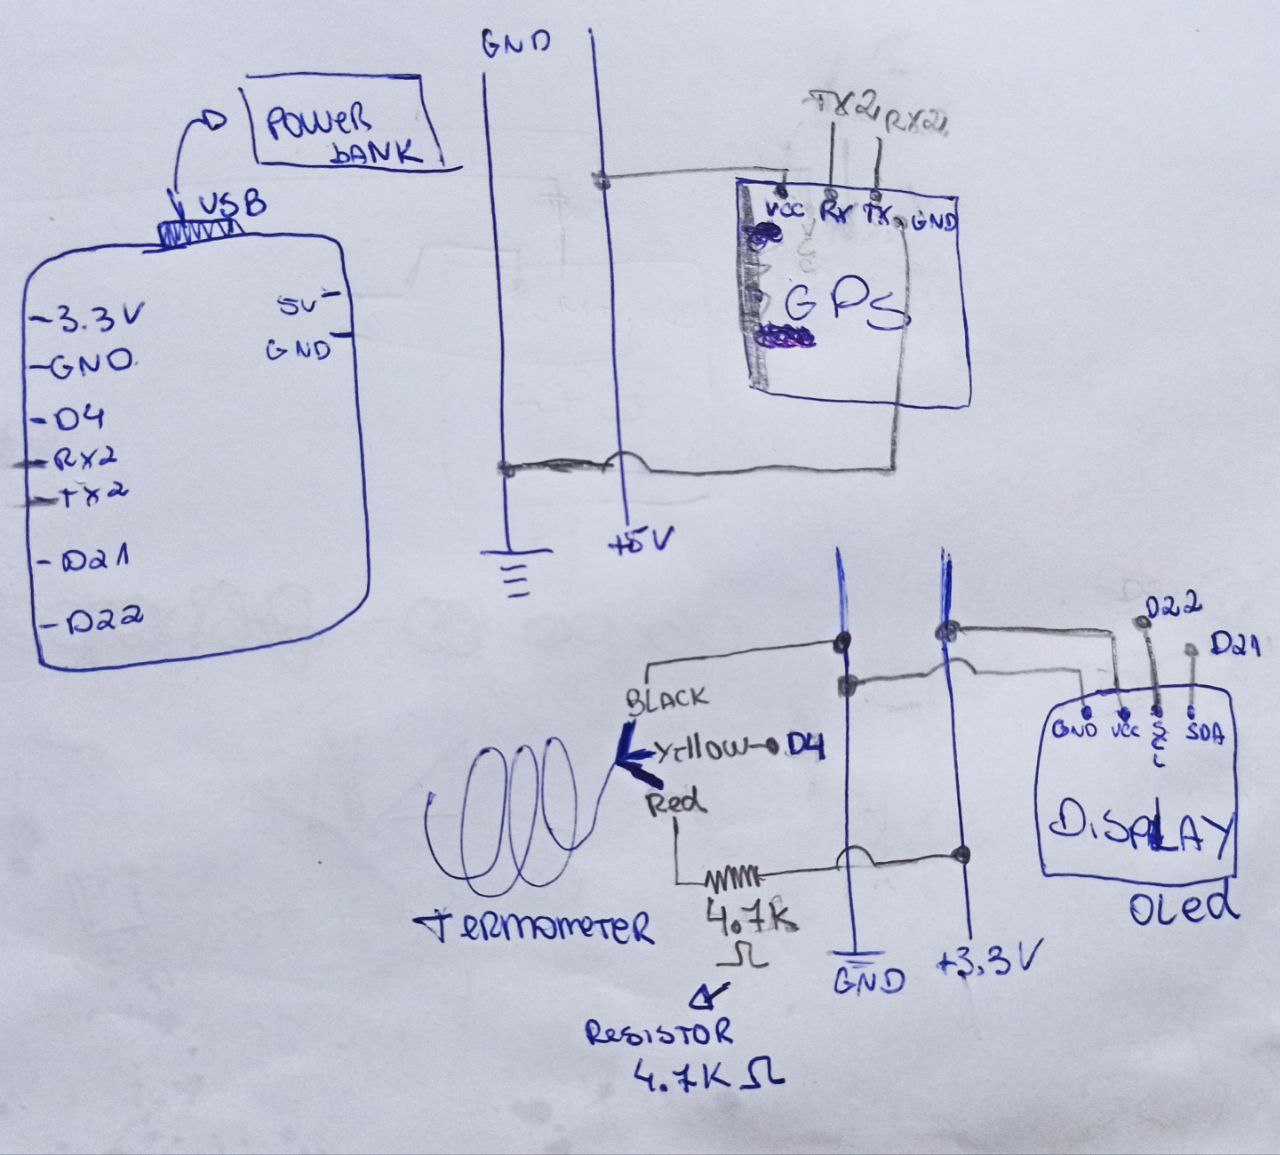 GND
POWER
BANK
TX2
RX2
USB
VCC
RX
TX
GND
GPS
3.3V
5V
GND
GND
D4
RX2
TX2
D21
D22
+5V
D22
D21
BLACK
Yellow
D4
Red
GND
VCC
SCL
SDA
DiSPLAY
OLed
TERMOMETER
4.7K
Ω
GND
+3.3V
RESISTOR
4.7K Ω